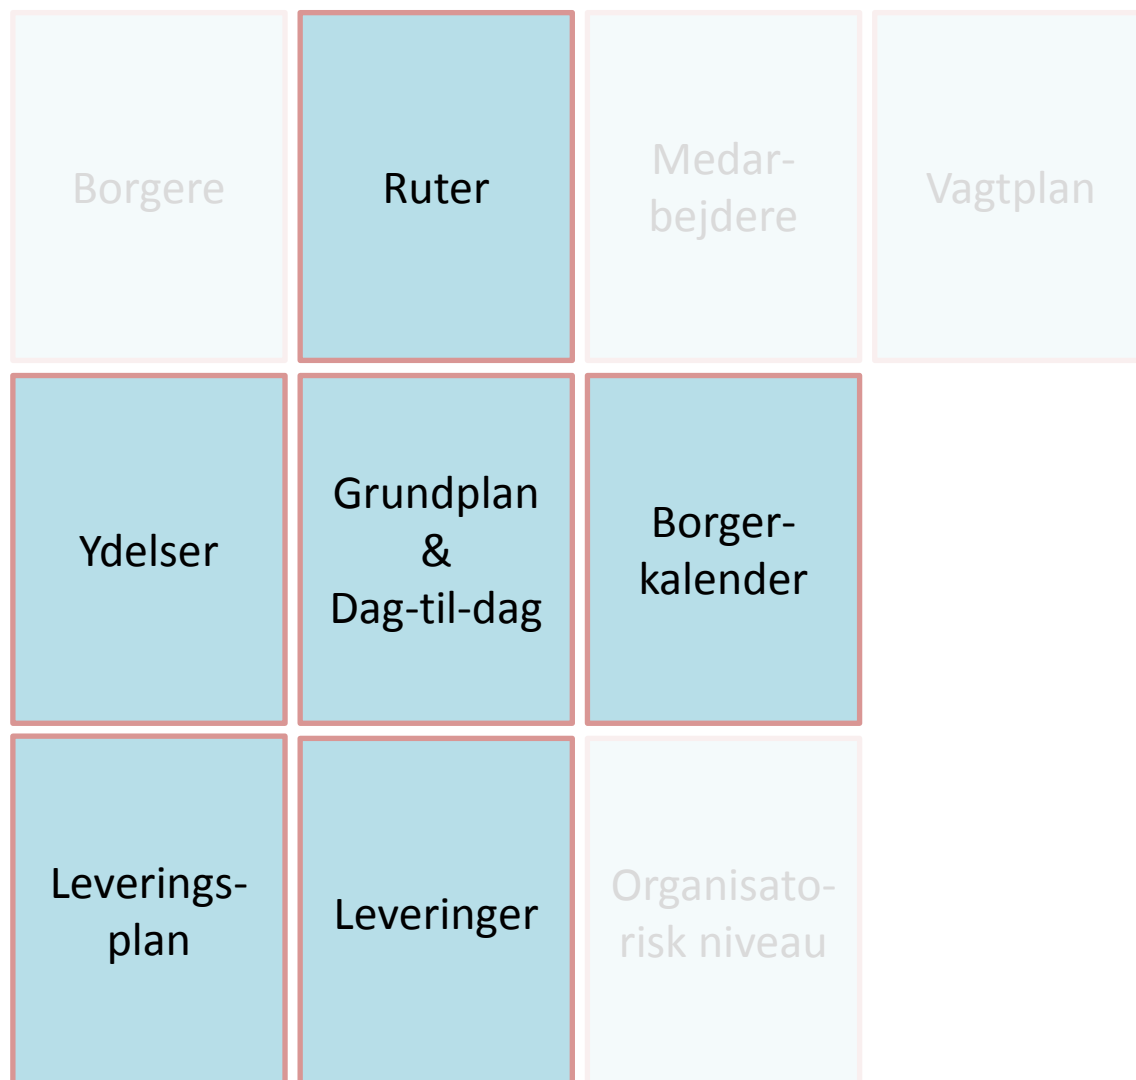 Borgere
Ruter
Medar-
bejdere
Vagtplan
Ydelser
Grundplan
&
Dag-til-dag
Borger-
kalender
Leverings-
plan
Leveringer
Organisato-
risk niveau